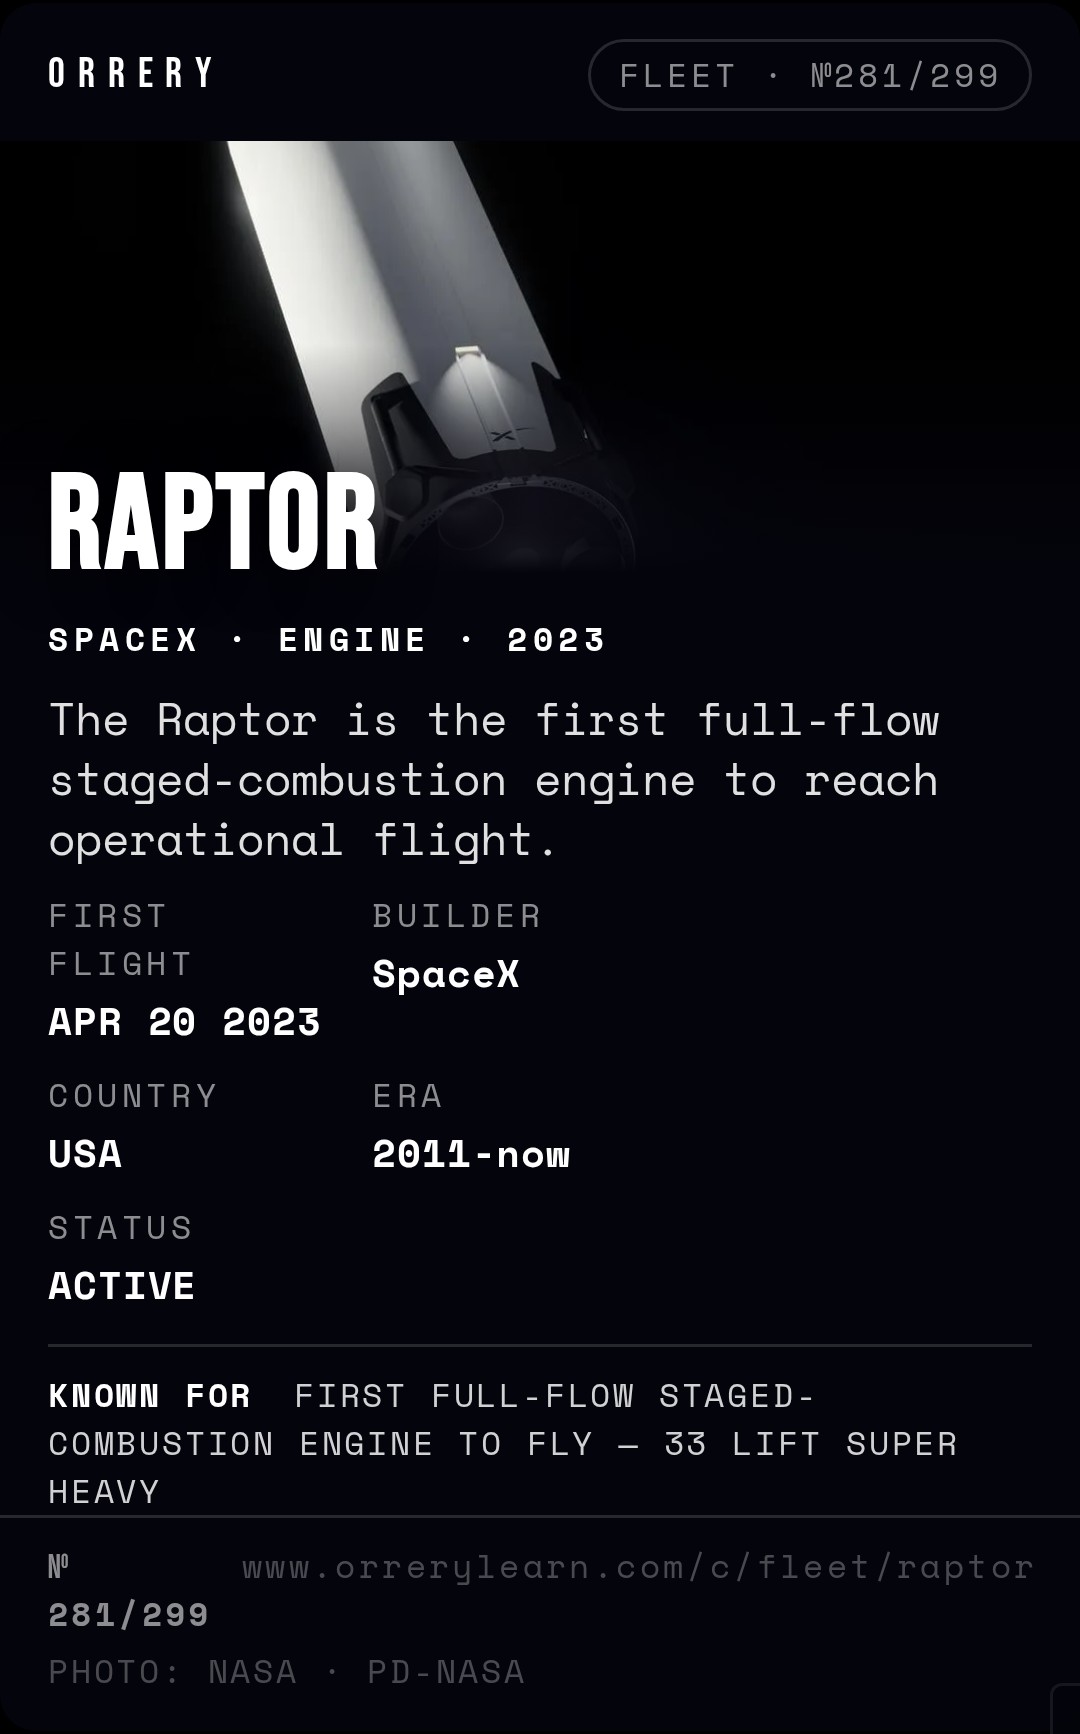 ORRERY
FLEET · №281/299
RAPTOR
SPACEX · ENGINE · 2023
The Raptor is the first full-flow
staged-combustion engine to reach
operational flight.
FIRST
FLIGHT
APR 20 2023
BUILDER
SpaceX
COUNTRY
USA
ERA
2011-now
STATUS
ACTIVE
KNOWN FOR FIRST FULL-FLOW STAGED-
COMBUSTION ENGINE TO FLY — 33 LIFT SUPER
HEAVY
№
281/299
www.orrerylearn.com/c/fleet/raptor
PHOTO: NASA · PD-NASA